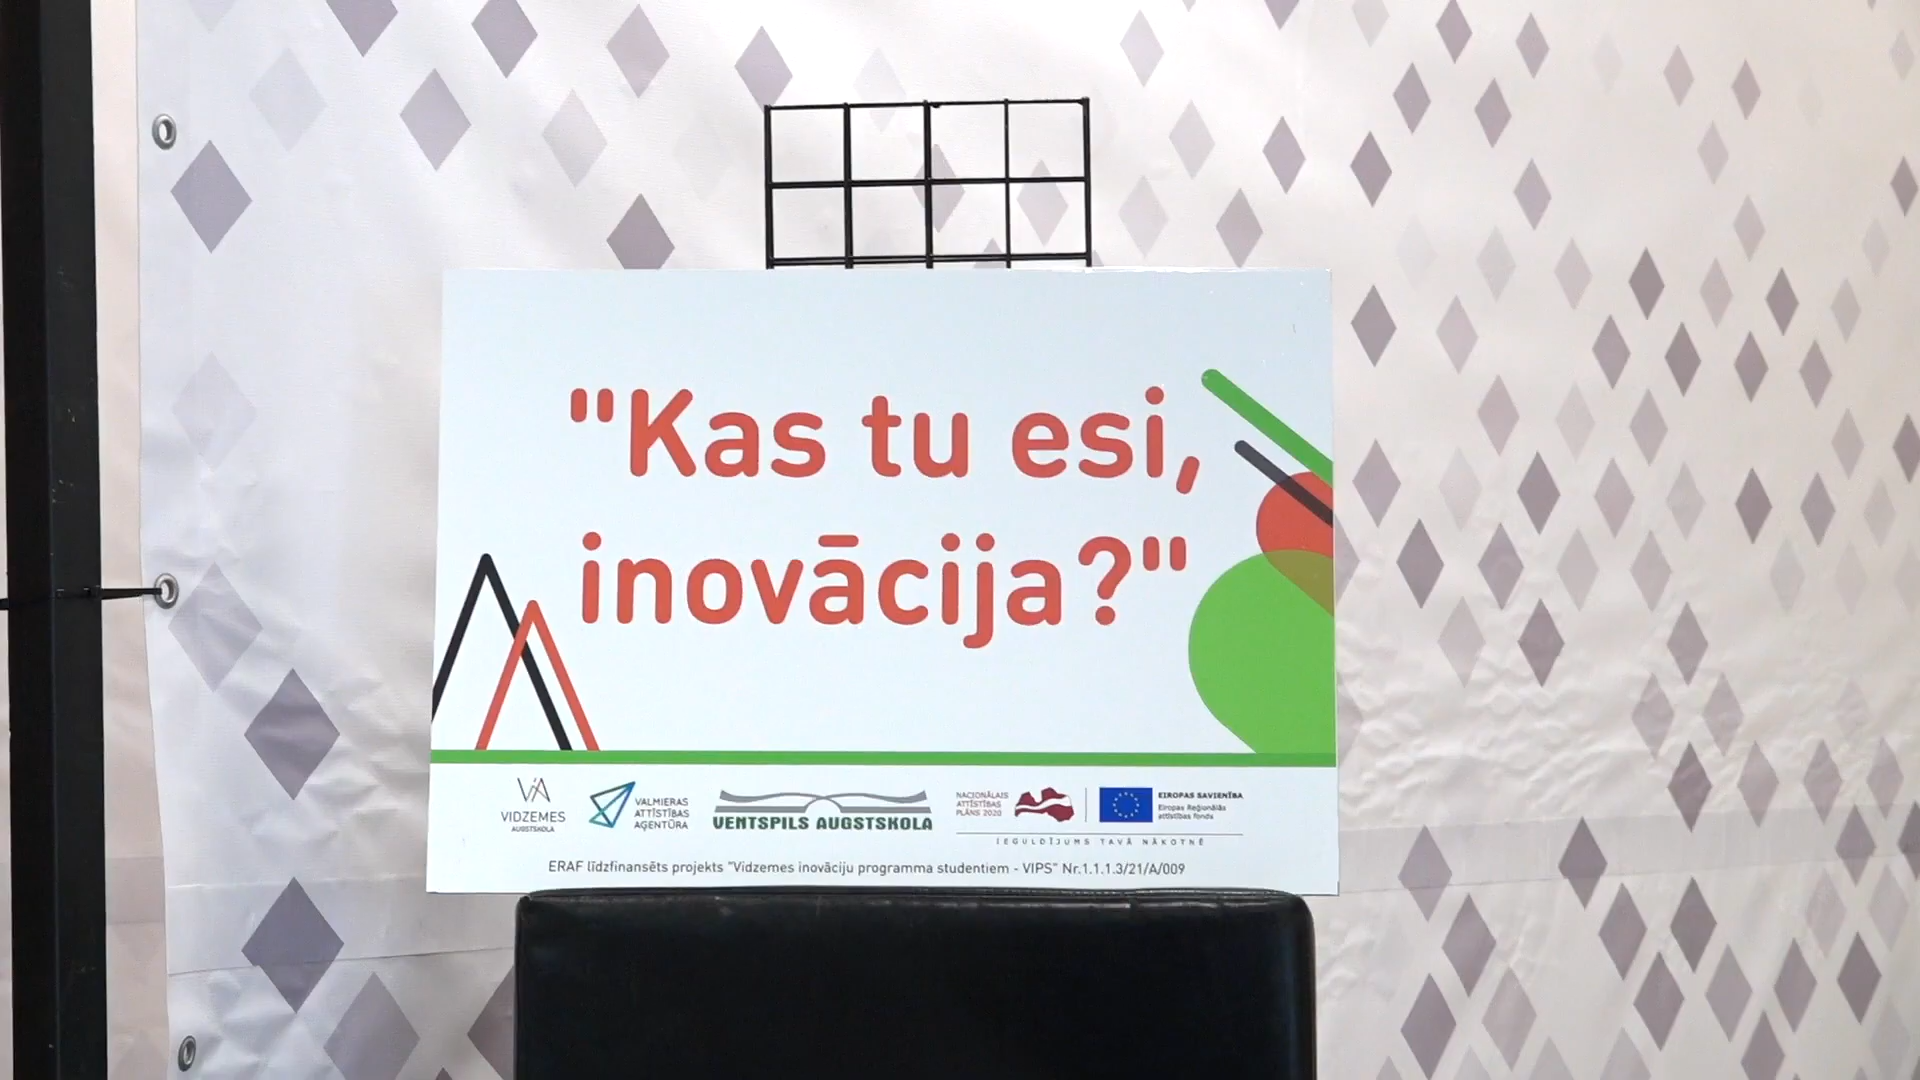 "Kas tu esi,
inovācija?"
VIA
VIDZEMES
AUGSTSKOLA
VALMIERAS
ATTĪSTĪBAS
AĢENTŪRA
VENTSPILS AUGSTSKOLA
NACIONĀLAIS
ATTĪSTĪBAS
PLĀNS 2020
EIROPAS SAVIENĪBA
Eiropas Reģionālās
attīstības fonds
IEGULDĪJUMS TAVĀ NĀKOTNĒ
ERAF līdzfinansēts projekts "Vidzemes inovāciju programma studentiem - VIPS" Nr.1.1.1.3/21/A/009